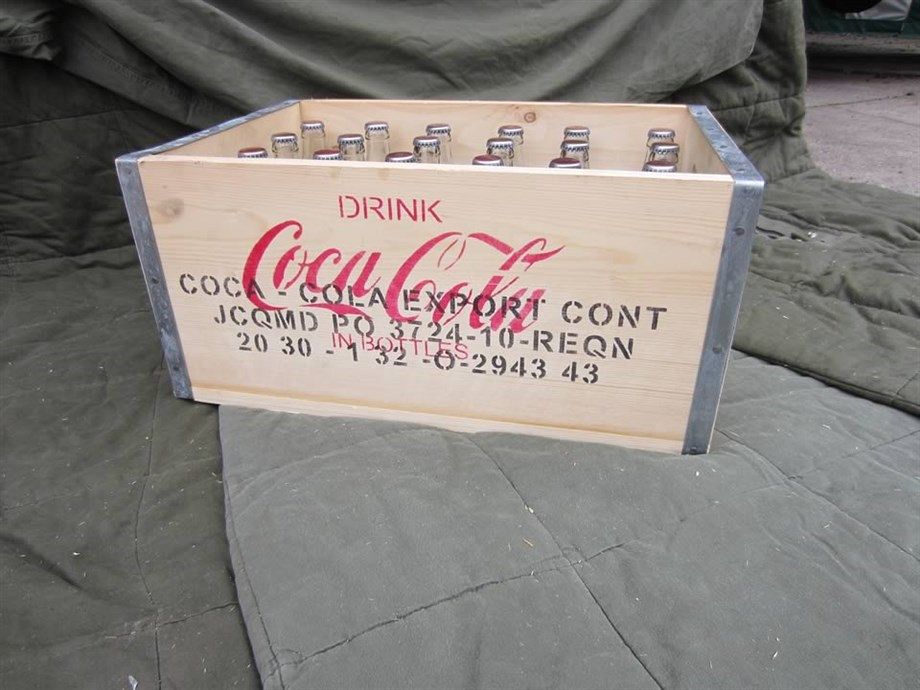 DRINK
Coca-Cola
COCA - COLA EXPORT CONT
JCQMD PO 3724-10-REQN
IN BOTTLES
20 30 - 1 32 -O-2943 43